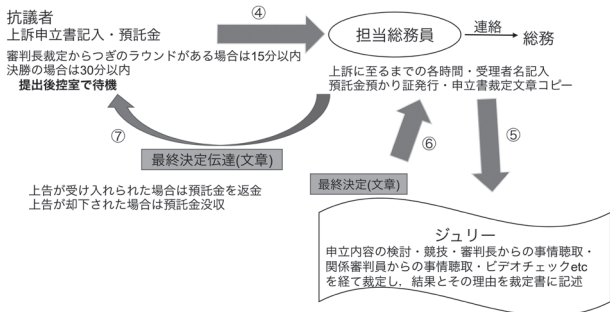 抗議者
上訴申立書記入・預託金
審判長裁定からつぎのラウンドがある場合は15分以内
決勝の場合は30分以内
提出後控室で待機
④
担当総務員
連絡
総務
上訴に至るまでの各時間・受理者名記入
預託金預かり証発行・申立書裁定文章コピー
⑦
最終決定伝達(文章)
上告が受け入れられた場合は預託金を返金
上告が却下された場合は預託金没収
⑥
⑤
最終決定(文章)
ジュリー
申立内容の検討・競技・審判長からの事情聴取・
関係審判員からの事情聴取・ビデオチェックetc
を経て裁定し，結果とその理由を裁定書に記述